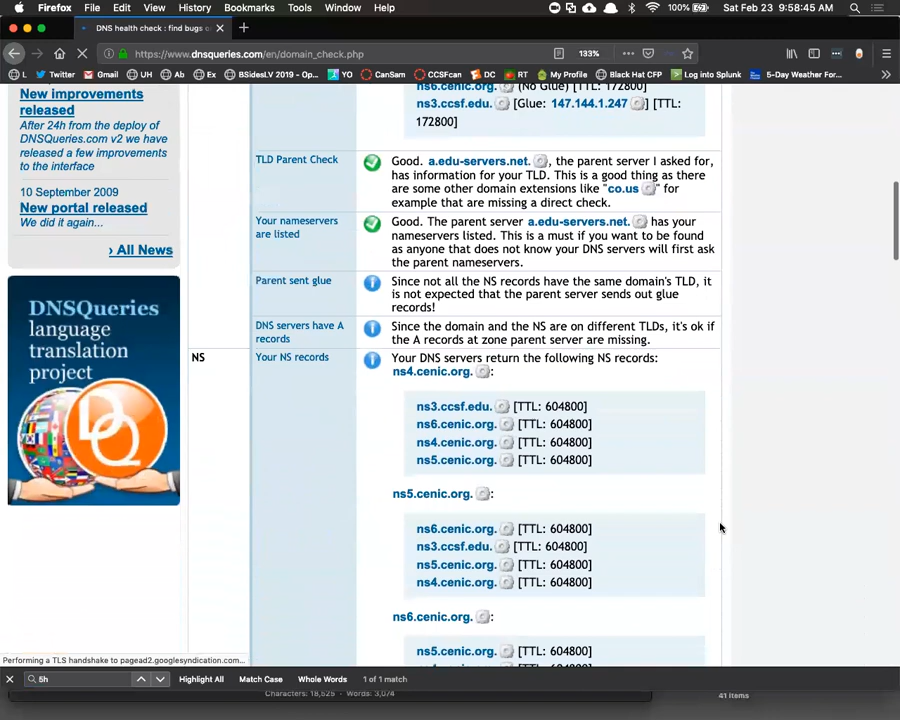 Firefox File Edit View History Bookmarks Tools Window Help 100% Sat Feb 23 9:58:45 AM
DNS health check : find bugs o
https://www.dnsqueries.com/en/domain_check.php 133%
L Twitter Gmail UH Ab Ex BSidesLV 2019 - Op... YO CanSam CCSFcan DC RT My Profile Black Hat CFP Log into Splunk 5-Day Weather For...
New improvements
released
After 24h from the deploy of
DNSQueries.com v2 we have
released a few improvements
to the interface
10 September 2009
New portal released
We did it again...
› All News
DNSQueries
language
translation
project
DQ
ns6.cenic.org. (No Glue) [TTL: 172800]
ns3.ccsf.edu. [Glue: 147.144.1.247 ] [TTL:
172800]
TLD Parent Check
Good. a.edu-servers.net. , the parent server I asked for,
has information for your TLD. This is a good thing as there
are some other domain extensions like "co.us " for
example that are missing a direct check.
Your nameservers
are listed
Good. The parent server a.edu-servers.net. has your
nameservers listed. This is a must if you want to be found
as anyone that does not know your DNS servers will first ask
the parent nameservers.
Parent sent glue
Since not all the NS records have the same domain's TLD, it
is not expected that the parent server sends out glue
records!
DNS servers have A
records
Since the domain and the NS are on different TLDs, it's ok if
the A records at zone parent server are missing.
NS
Your NS records
Your DNS servers return the following NS records:
ns4.cenic.org. :
ns3.ccsf.edu. [TTL: 604800]
ns6.cenic.org. [TTL: 604800]
ns4.cenic.org. [TTL: 604800]
ns5.cenic.org. [TTL: 604800]
ns5.cenic.org. :
ns6.cenic.org. [TTL: 604800]
ns3.ccsf.edu. [TTL: 604800]
ns5.cenic.org. [TTL: 604800]
ns4.cenic.org. [TTL: 604800]
ns6.cenic.org. :
ns5.cenic.org. [TTL: 604800]
Performing a TLS handshake to pagead2.googlesyndication.com...
5h Highlight All Match Case Whole Words 1 of 1 match
Characters: 18,525 - Words: 3,074
41 items